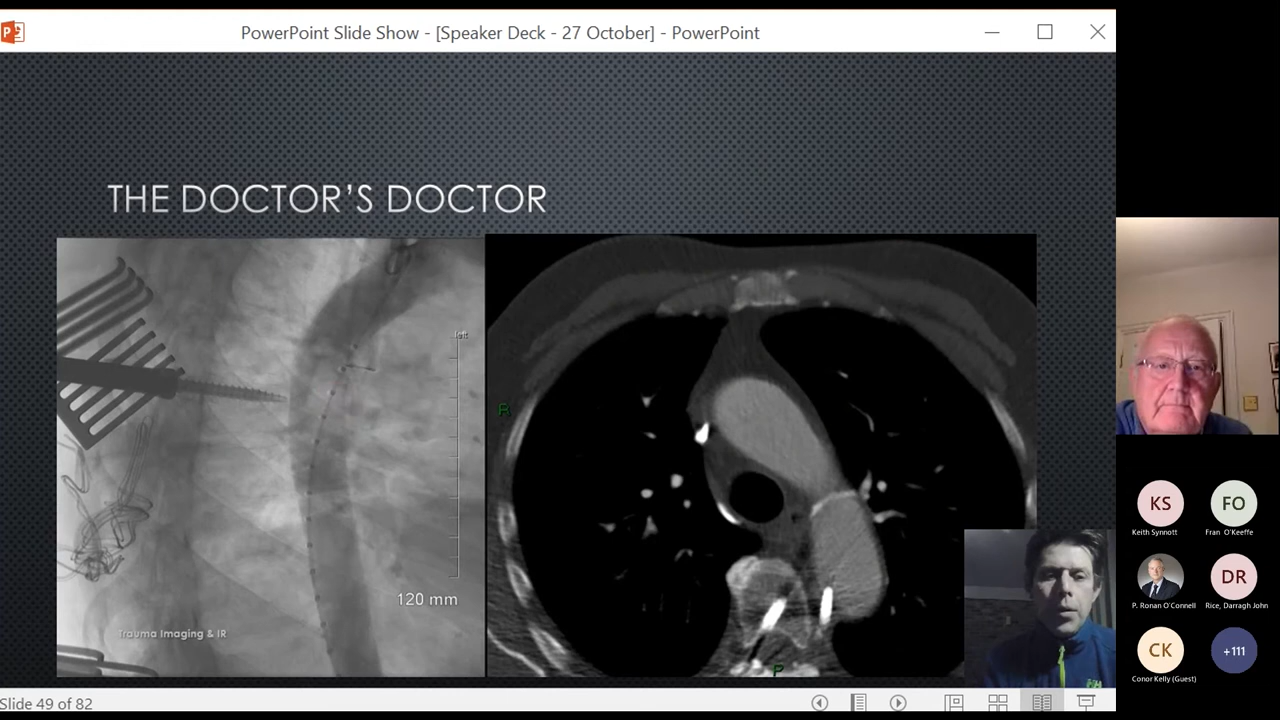 PowerPoint Slide Show - [Speaker Deck - 27 October] - PowerPoint
THE DOCTOR'S DOCTOR
left
R
120 mm
Trauma Imaging & IR
P
KS
FO
Keith Synnott
Fran O'Keeffe
DR
P. Ronan O'Connell
Rice, Darragh John
CK
+111
Conor Kelly (Guest)
Slide 49 of 82